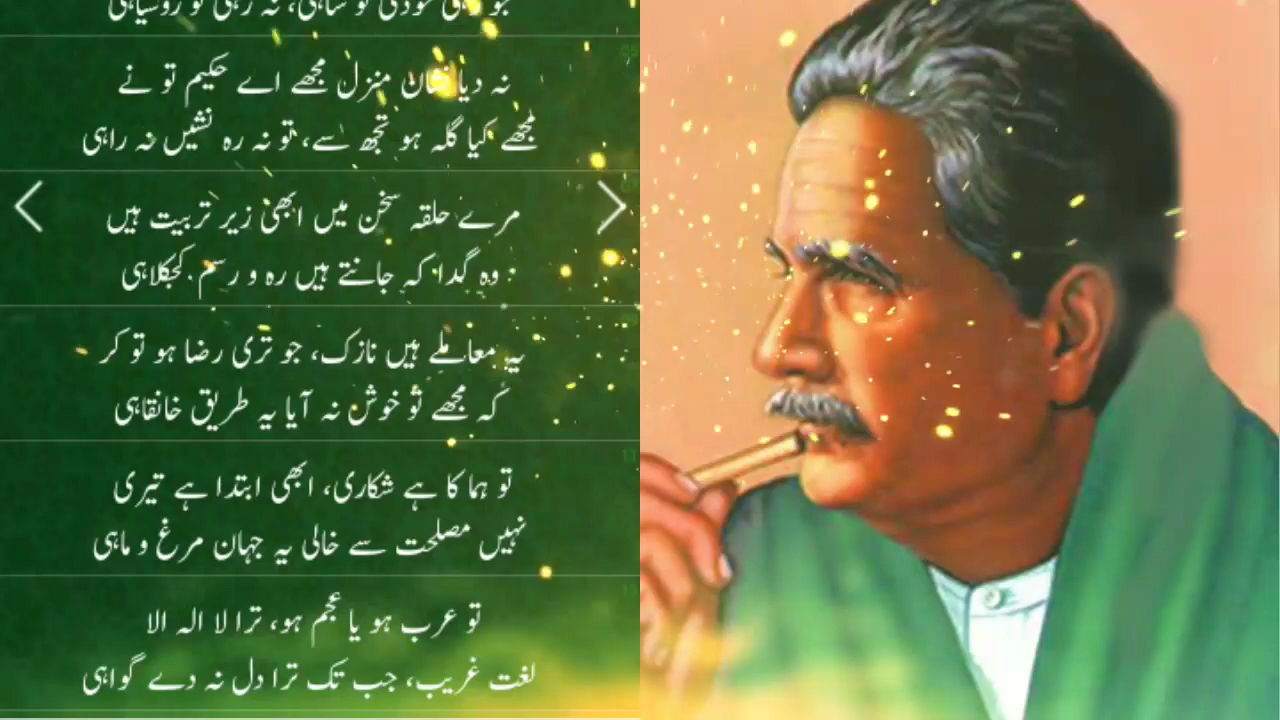 نہ دیا نشان منزل مجھے اے حکیم تو نے
مجھے کیا گلہ ہو تجھ سے، تو نہ رہ نشیں نہ راہی
مرے حلقہ سخن میں ابھی زیر تربیت ہیں
وہ گدا کہ جانتے ہیں رہ و رسم کجکلاہی
یہ معاملے ہیں نازک، جو تری رضا ہو تو کر
کہ مجھے تو خوش نہ آیا یہ طریق خانقاہی
تو ہما کا ہے شکاری، ابھی ابتدا ہے تیری
نہیں مصلحت سے خالی یہ جہان مرغ و ماہی
تو عرب ہو یا عجم ہو، ترا لا الہ الا
لغت غریب، جب تک ترا دل نہ دے گواہی